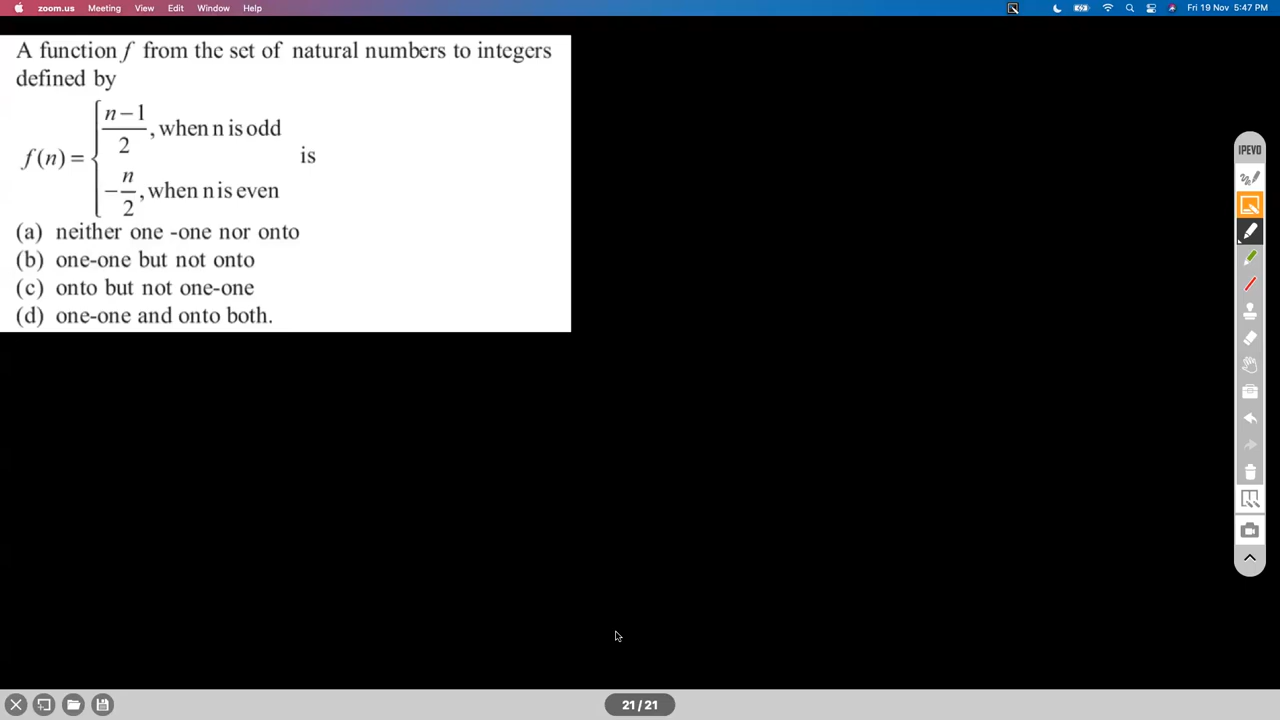 zoom.us Meeting View Edit Window Help Fri 19 Nov 5:47 PM
A function f from the set of natural numbers to integers
defined by
f(n) = { (n−1)/2, when n is odd
−n/2, when n is even
is
(a) neither one -one nor onto
(b) one-one but not onto
(c) onto but not one-one
(d) one-one and onto both.
IPEVO
21 / 21